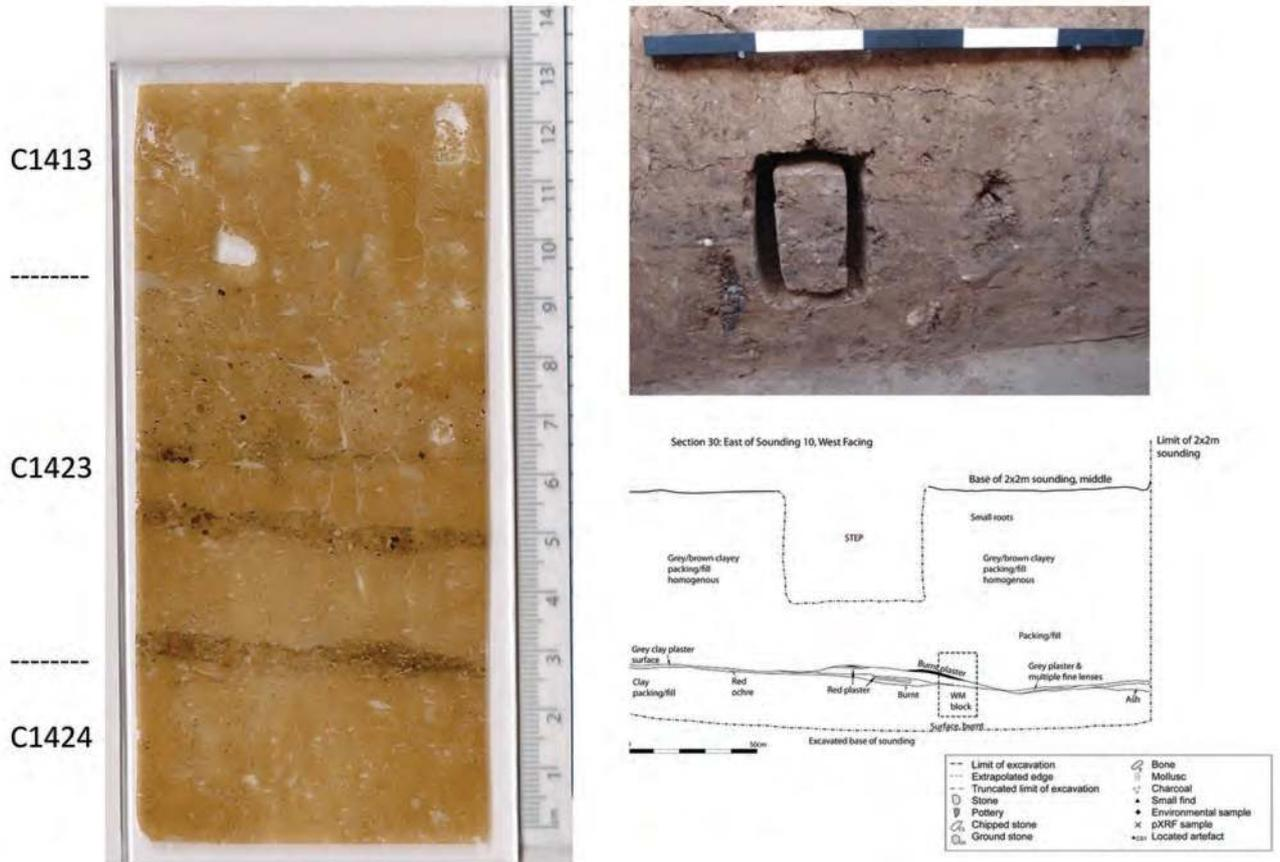 C1413
---------
C1423
---------
C1424
14
13
12
11
10
9
8
7
6
5
4
3
2
1
Section 30: East of Sounding 10, West Facing
Limit of 2x2m
sounding
Base of 2x2m sounding, middle
Small roots
STEP
Grey/brown clayey
packing/fill
homogenous
Grey/brown clayey
packing/fill
homogenous
Packing/fill
Grey clay plaster
surface
Burnt plaster
Grey plaster &
multiple fine lenses
Clay
packing/fill
Red
ochre
Red plaster
Burnt
WM
block
Ash
Surface, burnt
Excavated base of sounding
50cm
Limit of excavation
Extrapolated edge
Truncated limit of excavation
Stone
Pottery
Chipped stone
Ground stone
Bone
Mollusc
Charcoal
Small find
Environmental sample
pXRF sample
Located artefact